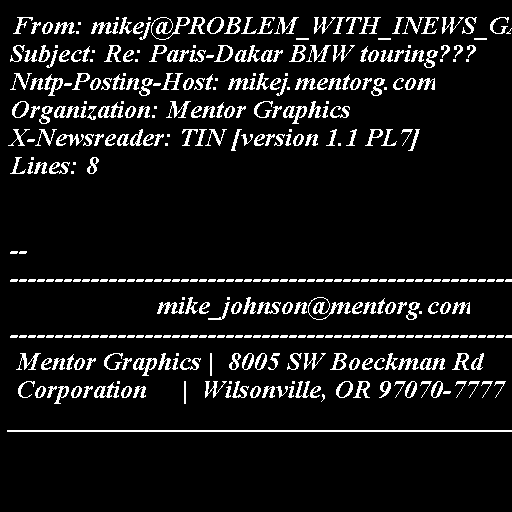 From: mikej@PROBLEM_WITH_INEWS_GA
Subject: Re: Paris-Dakar BMW touring???
Nntp-Posting-Host: mikej.mentorg.com
Organization: Mentor Graphics
X-Newsreader: TIN [version 1.1 PL7]
Lines: 8
--
--------------------------------------------------------
mike_johnson@mentorg.com
--------------------------------------------------------
Mentor Graphics | 8005 SW Boeckman Rd
Corporation | Wilsonville, OR 97070-7777